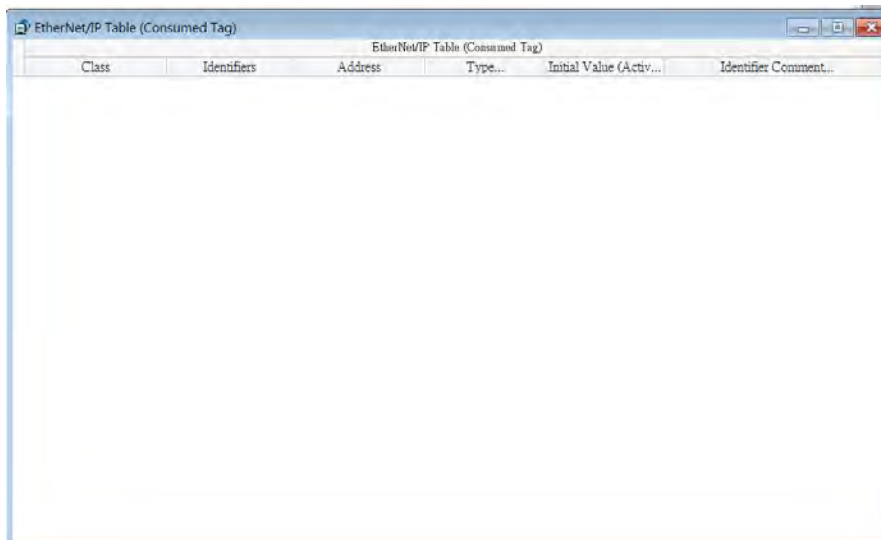 EtherNet/IP Table (Consumed Tag)
EtherNet/IP Table (Consumed Tag)
Class Identifiers Address Type... Initial Value (Activ... Identifier Comment...